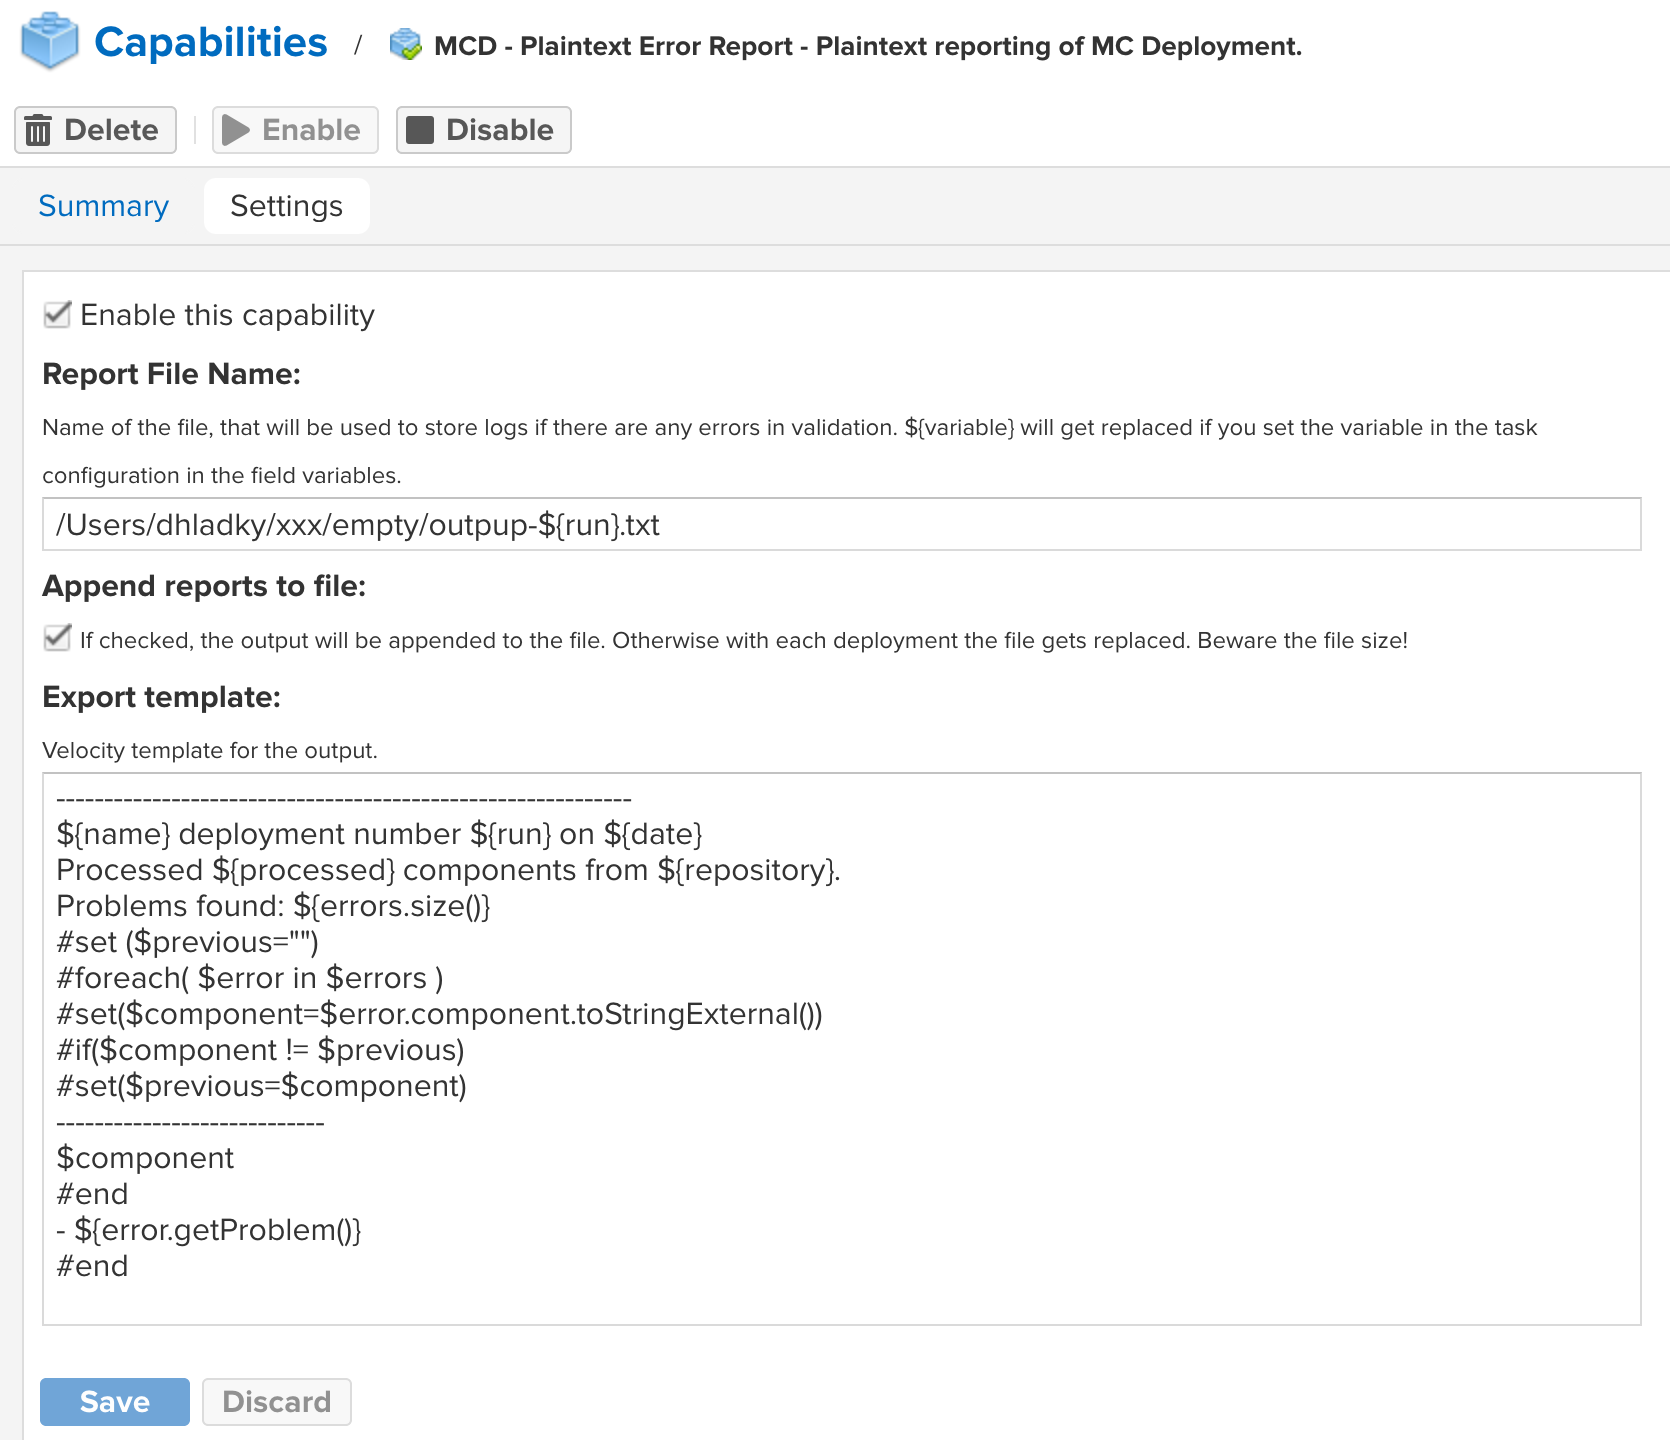 Capabilities / MCD - Plaintext Error Report - Plaintext reporting of MC Deployment.
Delete Enable Disable
Summary Settings
Enable this capability
Report File Name:
Name of the file, that will be used to store logs if there are any errors in validation. ${variable} will get replaced if you set the variable in the task
configuration in the field variables.
/Users/dhladky/xxx/empty/outpup-${run}.txt
Append reports to file:
If checked, the output will be appended to the file. Otherwise with each deployment the file gets replaced. Beware the file size!
Export template:
Velocity template for the output.
------------------------------------------------------------
${name} deployment number ${run} on ${date}
Processed ${processed} components from ${repository}.
Problems found: ${errors.size()}
#set ($previous="")
#foreach( $error in $errors )
#set($component=$error.component.toStringExternal())
#if($component != $previous)
#set($previous=$component)
----------------------------
$component
#end
- ${error.getProblem()}
#end
Save Discard